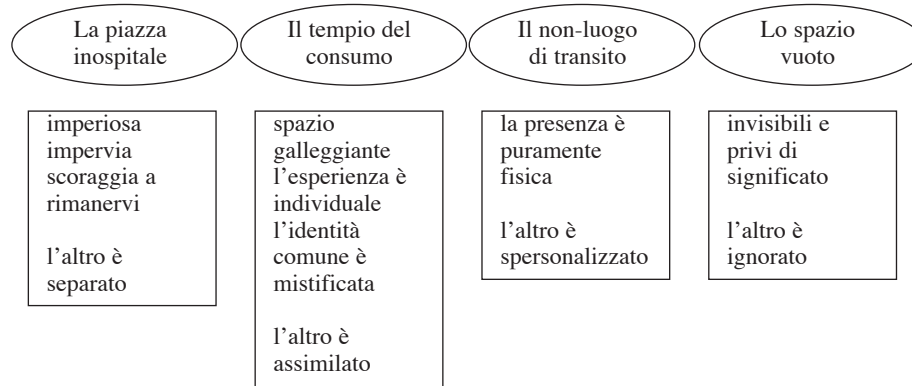 La piazza
inospitale
Il tempio del
consumo
Il non-luogo
di transito
Lo spazio
vuoto
imperiosa
impervia
scoraggia a
rimanervi
l’altro è
separato
spazio
galleggiante
l’esperienza è
individuale
l’identità
comune è
mistificata
l’altro è
assimilato
la presenza è
puramente
fisica
l’altro è
spersonalizzato
invisibili e
privi di
significato
l’altro è
ignorato